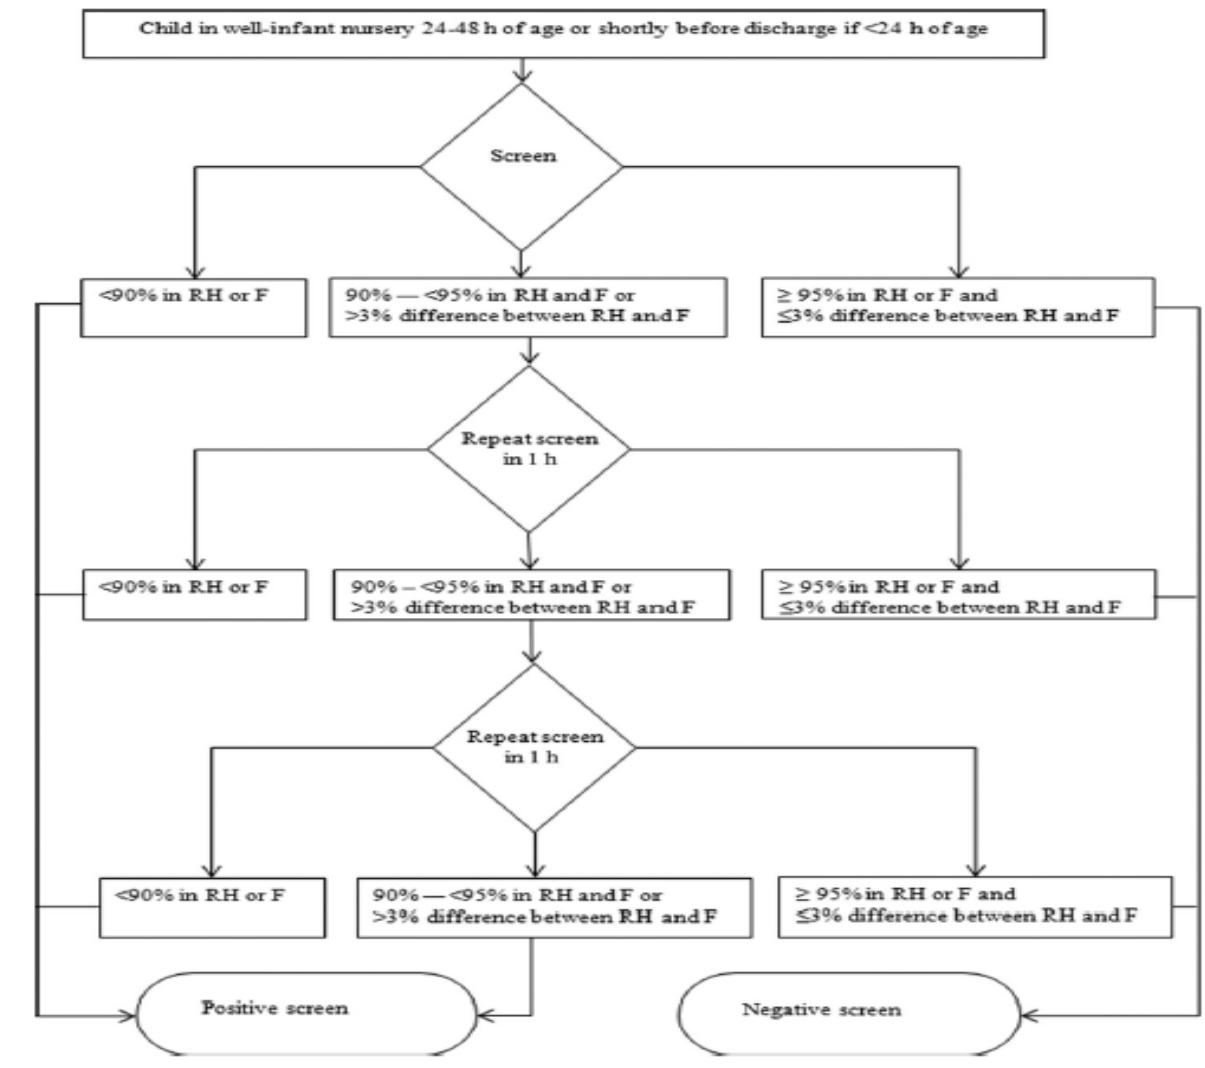 Child in well-infant nursery 24-48 h of age or shortly before discharge if <24 h of age
Screen
<90% in RH or F
90% — <95% in RH and F or
>3% difference between RH and F
≥ 95% in RH or F and
≤3% difference between RH and F
Repeat screen
in 1 h
<90% in RH or F
90% – <95% in RH and F or
>3% difference between RH and F
≥ 95% in RH or F and
≤3% difference between RH and F
Repeat screen
in 1 h
<90% in RH or F
90% — <95% in RH and F or
>3% difference between RH and F
≥ 95% in RH or F and
≤3% difference between RH and F
Positive screen
Negative screen